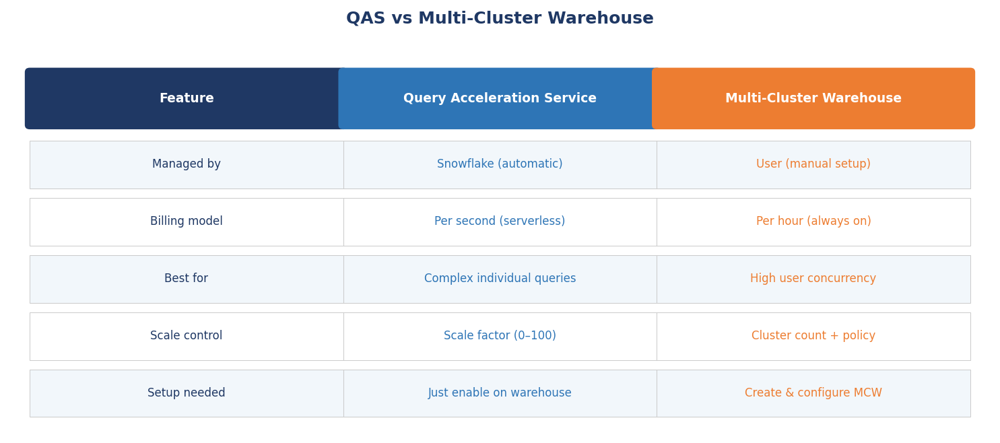 QAS vs Multi-Cluster Warehouse
Feature Query Acceleration Service Multi-Cluster Warehouse
Managed by Snowflake (automatic) User (manual setup)
Billing model Per second (serverless) Per hour (always on)
Best for Complex individual queries High user concurrency
Scale control Scale factor (0–100) Cluster count + policy
Setup needed Just enable on warehouse Create & configure MCW